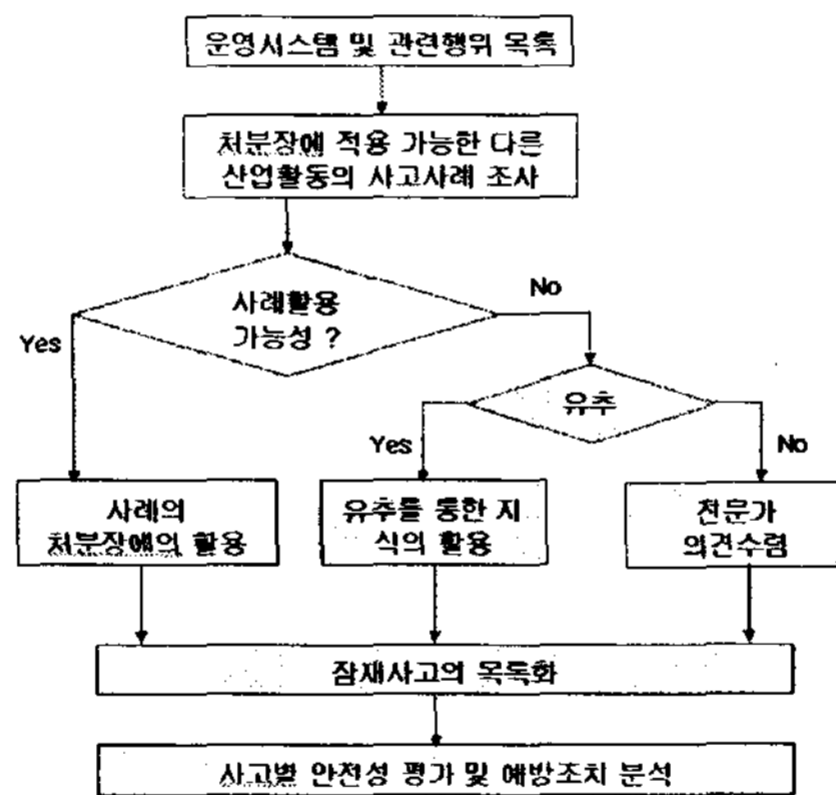 운영시스템 및 관련행위 목록
처분장에 적용 가능한 다른
산업활동의 사고사례 조사
사례활용
가능성 ?
No
Yes
유추
Yes
No
사례의
처분장에의 활용
유추를 통한 지
식의 활용
전문가
의견수렴
잠재사고의 목록화
사고별 안전성 평가 및 예방조치 분석